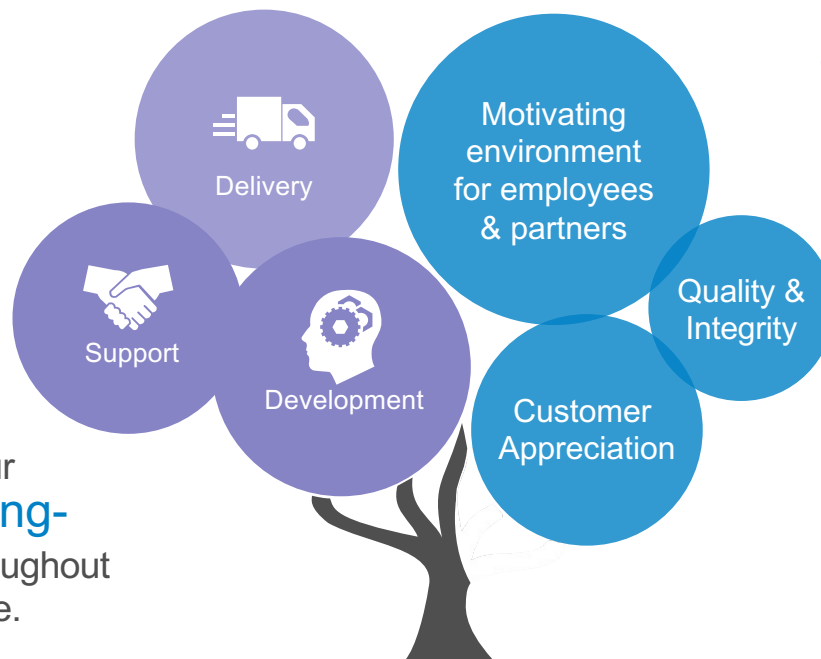 Delivery
Motivating
environment
for employees
& partners
Support
Development
Quality &
Integrity
Customer
Appreciation